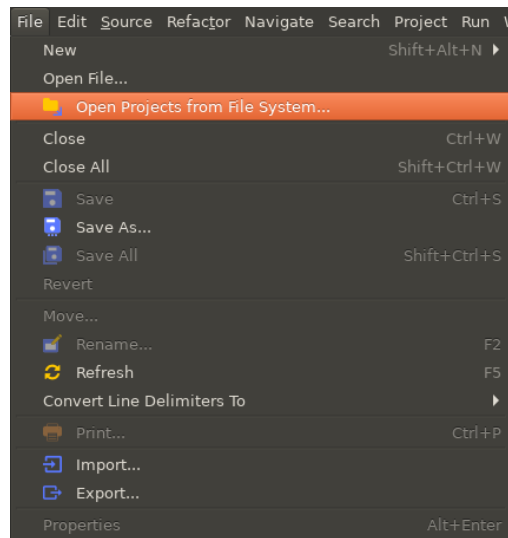 File Edit Source Refactor Navigate Search Project Run
New Shift+Alt+N
Open File...
Open Projects from File System...
Close Ctrl+W
Close All Shift+Ctrl+W
Save Ctrl+S
Save As...
Save All Shift+Ctrl+S
Revert
Move...
Rename... F2
Refresh F5
Convert Line Delimiters To
Print... Ctrl+P
Import...
Export...
Properties Alt+Enter